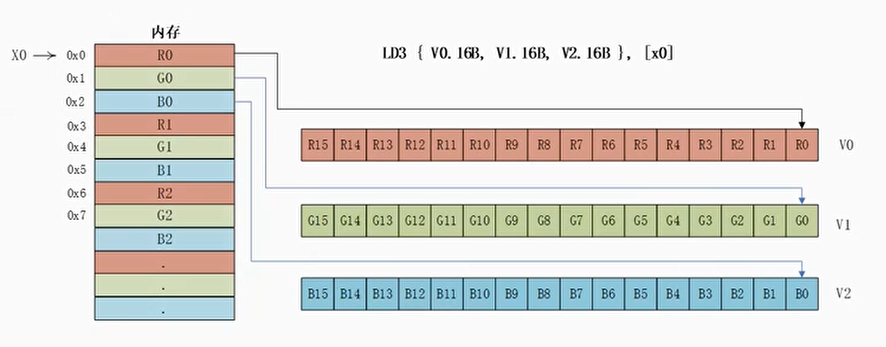 内存
LD3 { V0.16B, V1.16B, V2.16B }, [x0]
X0
0x0 R0
0x1 G0
0x2 B0
0x3 R1
0x4 G1
0x5 B1
0x6 R2
0x7 G2
B2
.
.
.
R15 R14 R13 R12 R11 R10 R9 R8 R7 R6 R5 R4 R3 R2 R1 R0 V0
G15 G14 G13 G12 G11 G10 G9 G8 G7 G6 G5 G4 G3 G2 G1 G0 V1
B15 B14 B13 B12 B11 B10 B9 B8 B7 B6 B5 B4 B3 B2 B1 B0 V2